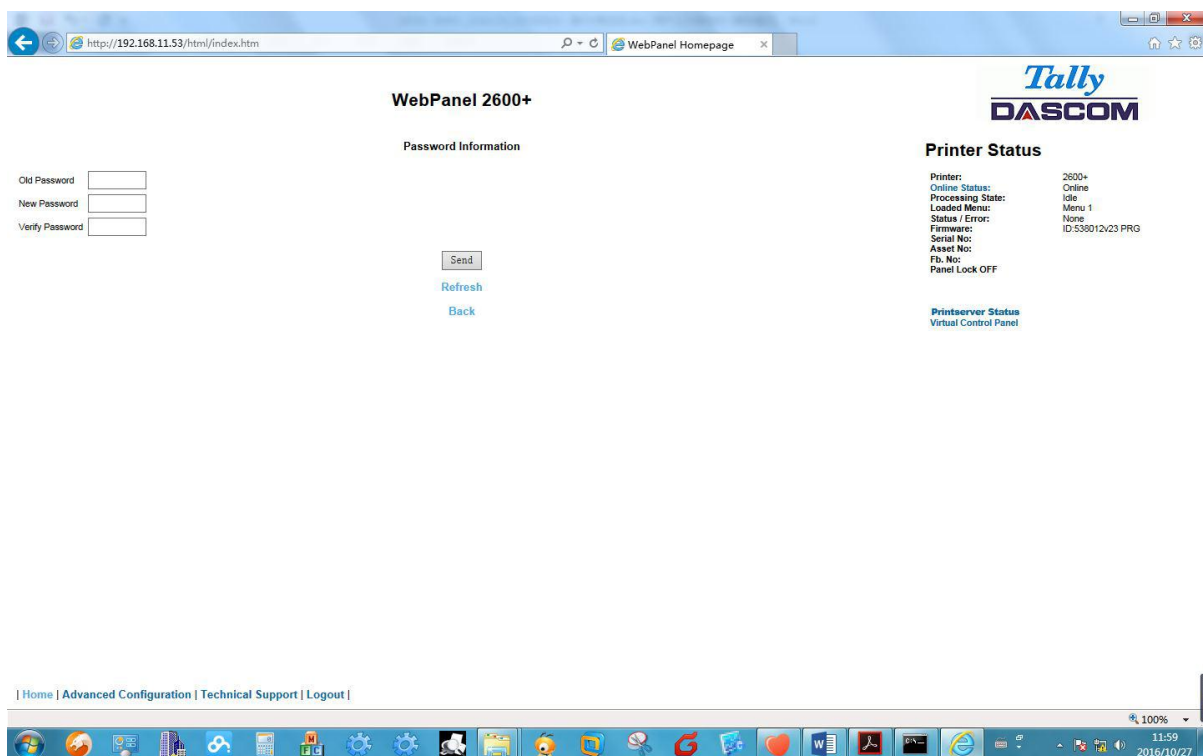 http://192.168.11.53/html/index.htm
WebPanel Homepage
Tally
DASCOM
WebPanel 2600+
Password Information
Old Password
New Password
Verify Password
Send
Refresh
Back
Printer Status
Printer: 2600+
Online Status: Online
Processing State: Idle
Loaded Menu: Menu 1
Status / Error: None
Firmware: ID:538012v23 PRG
Serial No:
Asset No:
Fb. No:
Panel Lock OFF
Printserver Status
Virtual Control Panel
| Home | Advanced Configuration | Technical Support | Logout |
100%
11:59
2016/10/27